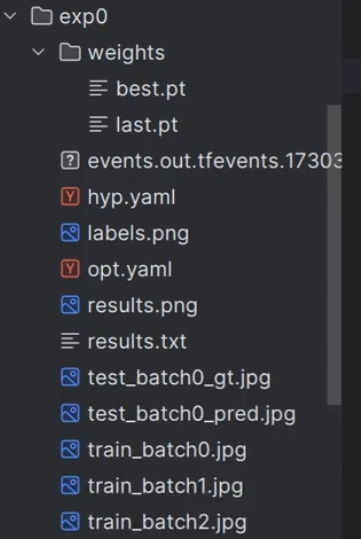 exp0
weights
best.pt
last.pt
events.out.tfevents.17303
hyp.yaml
labels.png
opt.yaml
results.png
results.txt
test_batch0_gt.jpg
test_batch0_pred.jpg
train_batch0.jpg
train_batch1.jpg
train_batch2.jpg